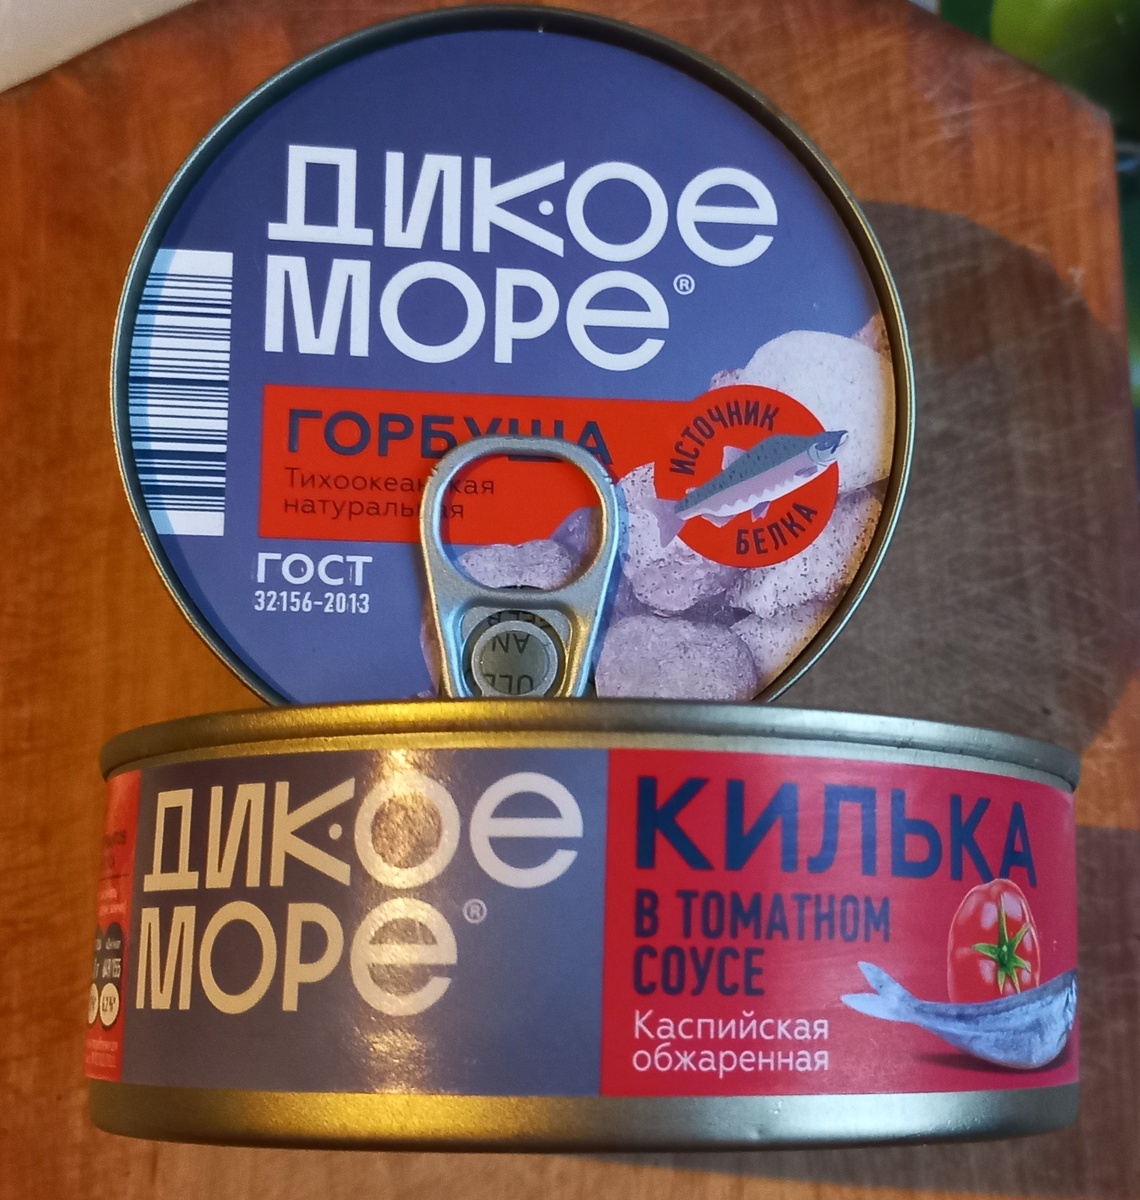 ДИКОЕ
МОРЕ®
ГОРБУША
Тихоокеанская
натуральная
ИСТОЧНИК
БЕЛКА
ГОСТ
32156-2013
ДИКОЕ
МОРЕ®
КИЛЬКА
В ТОМАТНОМ
СОУСЕ
Каспийская
обжаренная